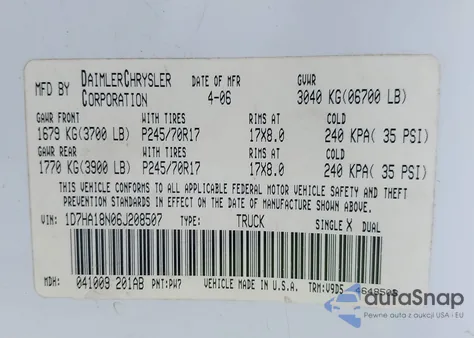 MFD BY DAIMLERCHRYSLER CORPORATION DATE OF MFR 4-06 GVWR 3040 KG(06700 LB)
GAWR FRONT WITH TIRES RIMS AT COLD
1679 KG(3700 LB) P245/70R17 17X8.0 240 KPA( 35 PSI)
GAWR REAR WITH TIRES RIMS AT COLD
1770 KG(3900 LB) P245/70R17 17X8.0 240 KPA( 35 PSI)
THIS VEHICLE CONFORMS TO ALL APPLICABLE FEDERAL MOTOR VEHICLE SAFETY AND THEFT
PREVENTION STANDARDS IN EFFECT ON THE DATE OF MANUFACTURE SHOWN ABOVE.
VIN: 1D7HA18N06J208507 TYPE: TRUCK SINGLE X DUAL
MDH: 041009 201AB PNT:PW7 VEHICLE MADE IN U.S.A. TRM:V9D5
autaSnap
Pewne auta z aukcji USA i EU